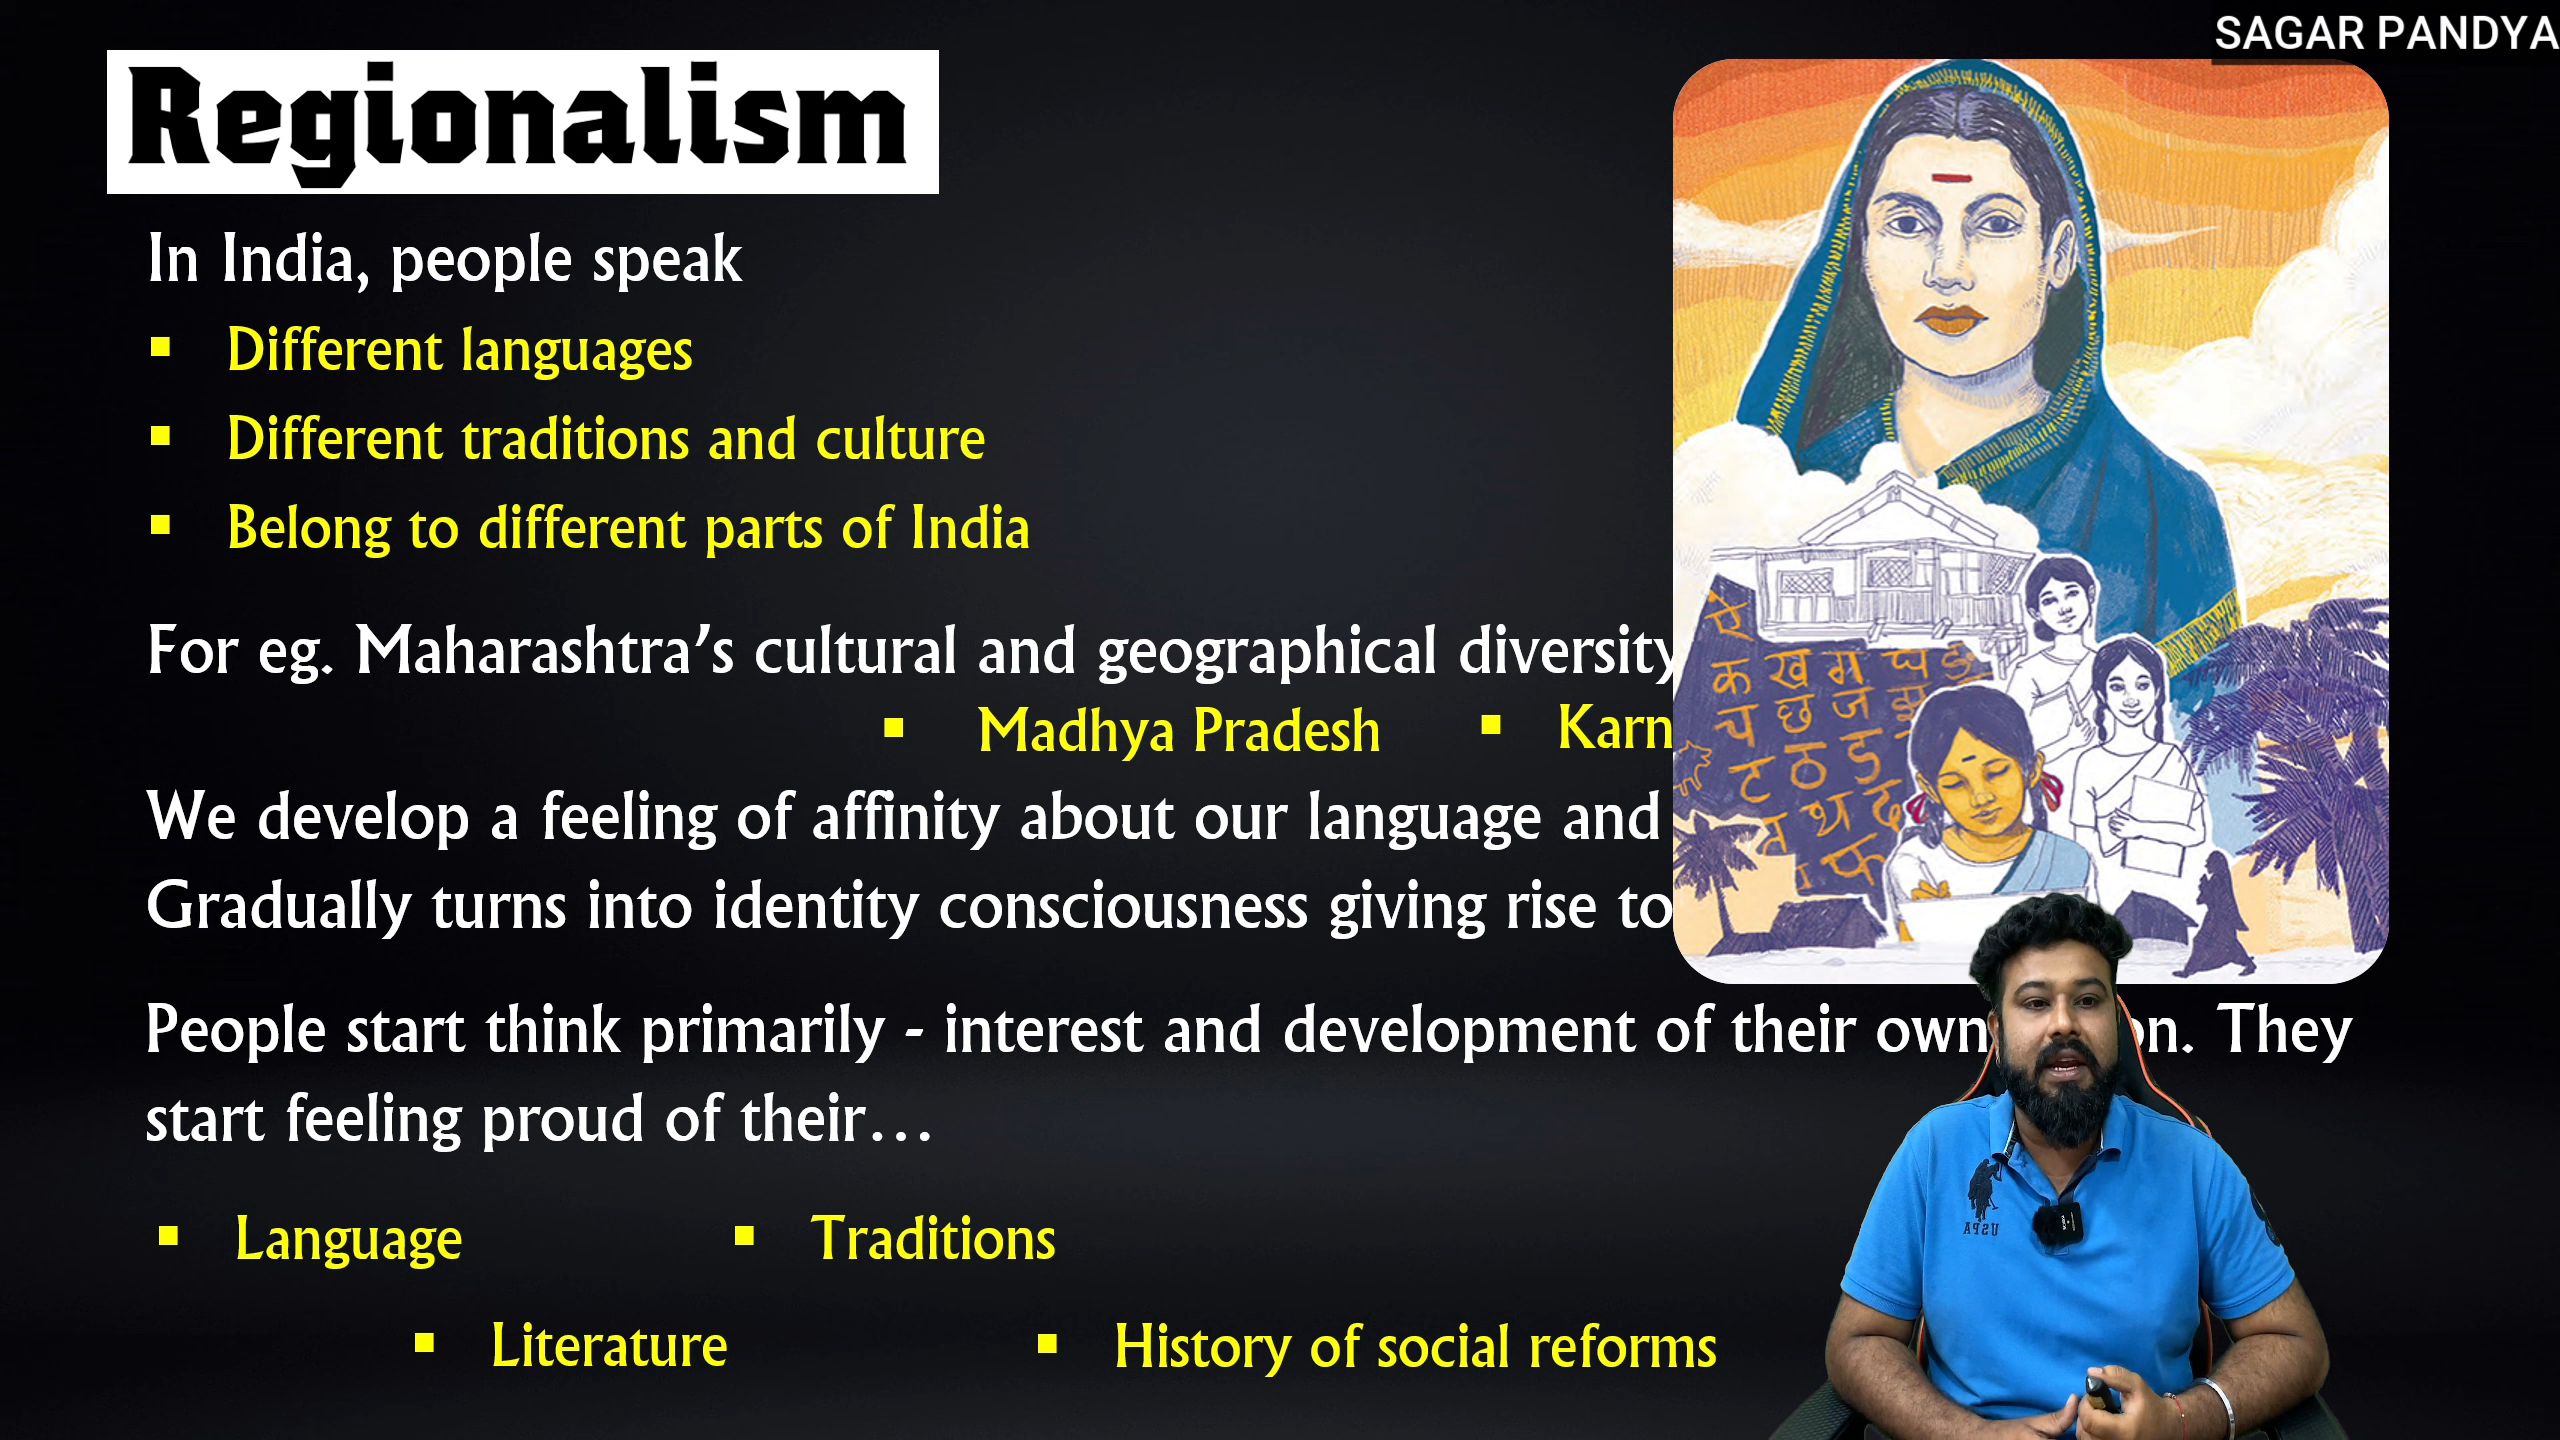 SAGAR PANDYA
Regionalism
In India, people speak
▪ Different languages
▪ Different traditions and culture
▪ Belong to different parts of India
For eg. Maharashtra’s cultural and geographical diversity
▪ Madhya Pradesh ▪ Karn
We develop a feeling of affinity about our language and
Gradually turns into identity consciousness giving rise to
People start think primarily - interest and development of their own on. They
start feeling proud of their…
▪ Language ▪ Traditions
▪ Literature ▪ History of social reforms
ऐ
क ख ग घ ङ
च छ ज झ
ट ठ ड
थ द
फ
USPA